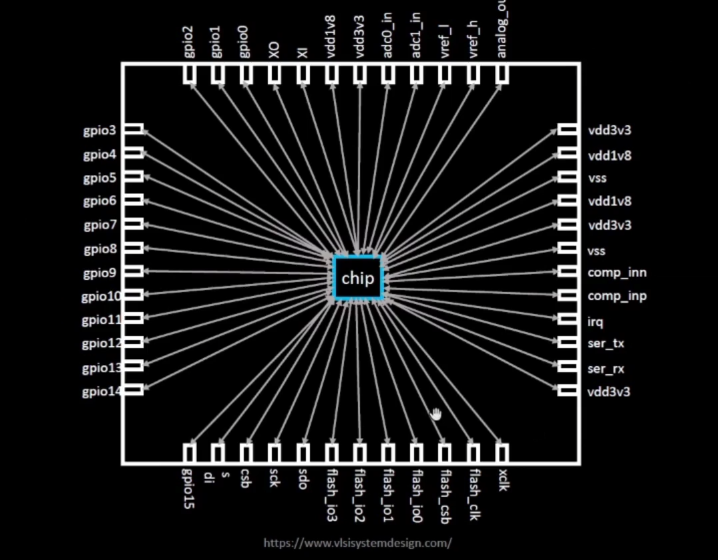 gpio2
gpio1
gpio0
XO
XI
vdd1v8
vdd3v3
adc0_in
adc1_in
vref_l
vref_h
analog_ou
gpio3
gpio4
gpio5
gpio6
gpio7
gpio8
gpio9
gpio10
gpio11
gpio12
gpio13
gpio14
chip
vdd3v3
vdd1v8
vss
vdd1v8
vdd3v3
vss
comp_inn
comp_inp
irq
ser_tx
ser_rx
vdd3v3
gpio15
s
di
csb
sck
sdo
flash_io3
flash_io2
flash_io1
flash_io0
flash_csb
flash_clk
xclk
https://www.vlsisystemdesign.com/